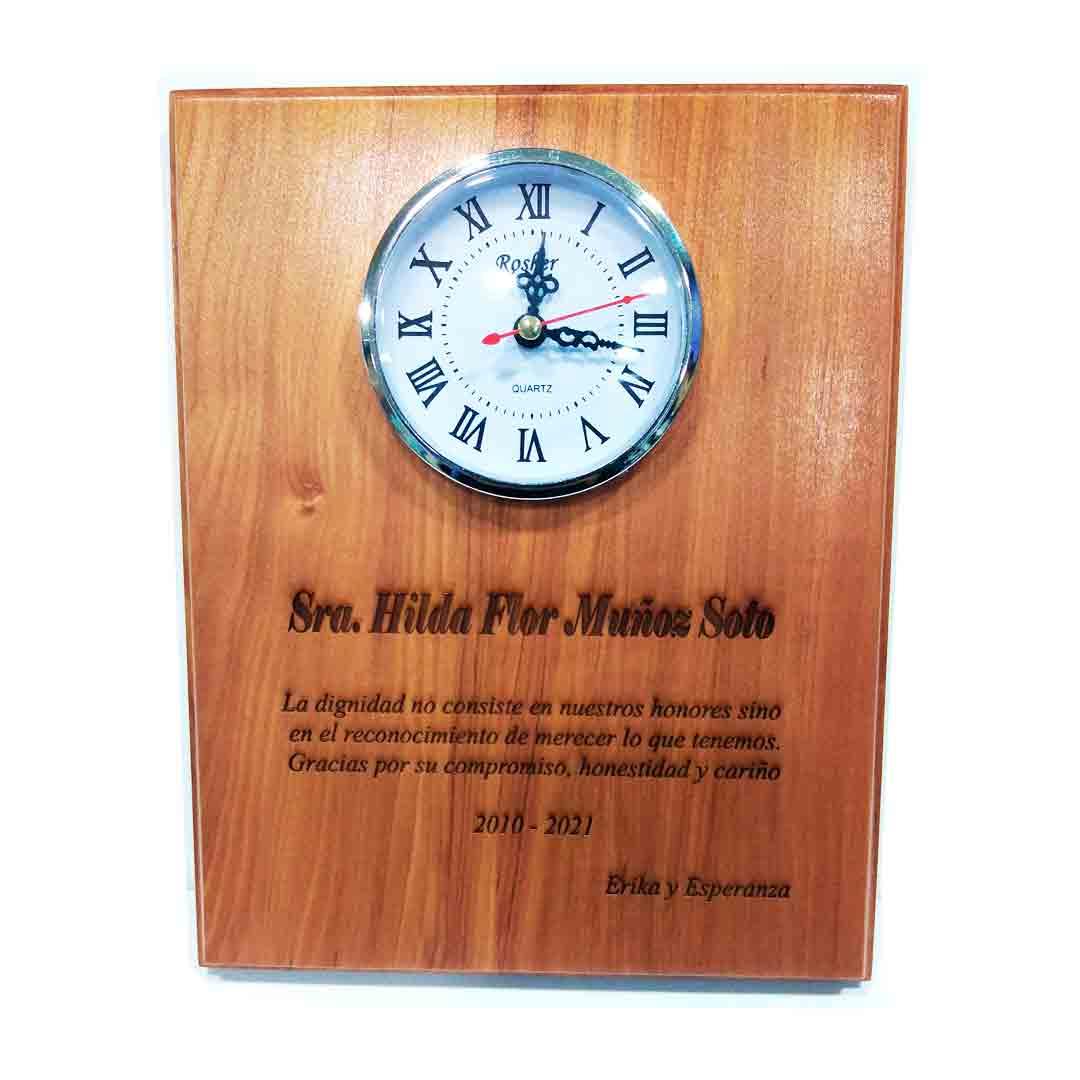 XII
I
II
III
IV
V
VI
VII
VIII
IX
X
XI
Rosher
QUARTZ
Sra. Hilda Flor Muñoz Soto
La dignidad no consiste en nuestros honores sino
en el reconocimiento de merecer lo que tenemos.
Gracias por su compromiso, honestidad y cariño
2010 - 2021
Erika y Esperanza